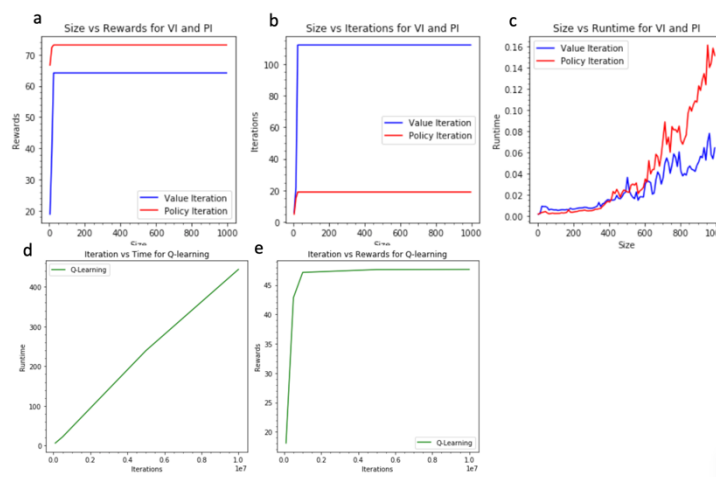 a
Size vs Rewards for VI and PI
70
60
50
40
30
20
Rewards
Value Iteration
Policy Iteration
0 200 400 600 800 1000
b
Size vs Iterations for VI and PI
100
80
60
40
20
0
Iterations
Value Iteration
Policy Iteration
0 200 400 600 800 1000
c
Size vs Runtime for VI and PI
0.16
0.14
0.12
0.10
0.08
0.06
0.04
0.02
0.00
Runtime
Value Iteration
Policy Iteration
0 200 400 600 800
Size
d
Iteration vs Time for Q-learning
400
300
200
100
0
Runtime
Q-Learning
0.0 0.2 0.4 0.6 0.8 1.0
1e7
Iterations
e
Iteration vs Rewards for Q-learning
45
40
35
30
25
20
Rewards
Q-Learning
0.0 0.2 0.4 0.6 0.8 1.0
1e7
Iterations